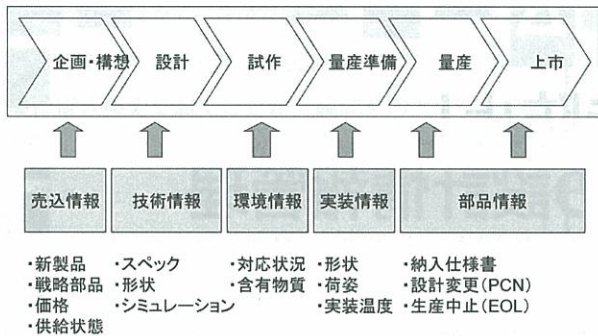 企画・構想
設計
試作
量産準備
量産
上市
売込情報
技術情報
環境情報
実装情報
部品情報
・新製品
・戦略部品
・価格
・供給状態
・スペック
・形状
・シミュレーション
・対応状況
・含有物質
・形状
・荷姿
・実装温度
・納入仕様書
・設計変更(PCN)
・生産中止(EOL)